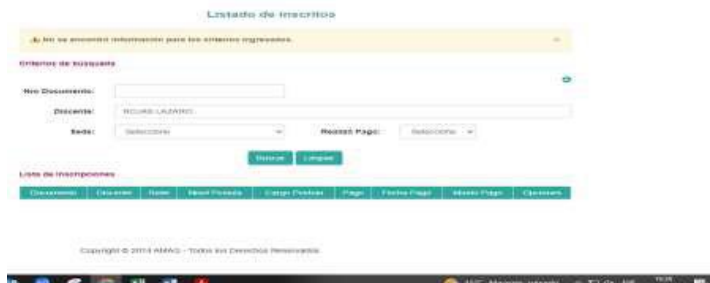 Listado de Inscritos
No se encontró información para los criterios ingresados.
Criterios de búsqueda
Nro Documento:
Discente: ROJAS LAZARO
Sede: Seleccione Realizó Pago: Seleccione
Buscar Limpiar
Lista de Inscripciones
Documento Discente Sede Nivel Postula Cargo Postula Pago Fecha Pago Monto Pago Opciones
Copyright © 2014 AMAG - Todos los Derechos Reservados